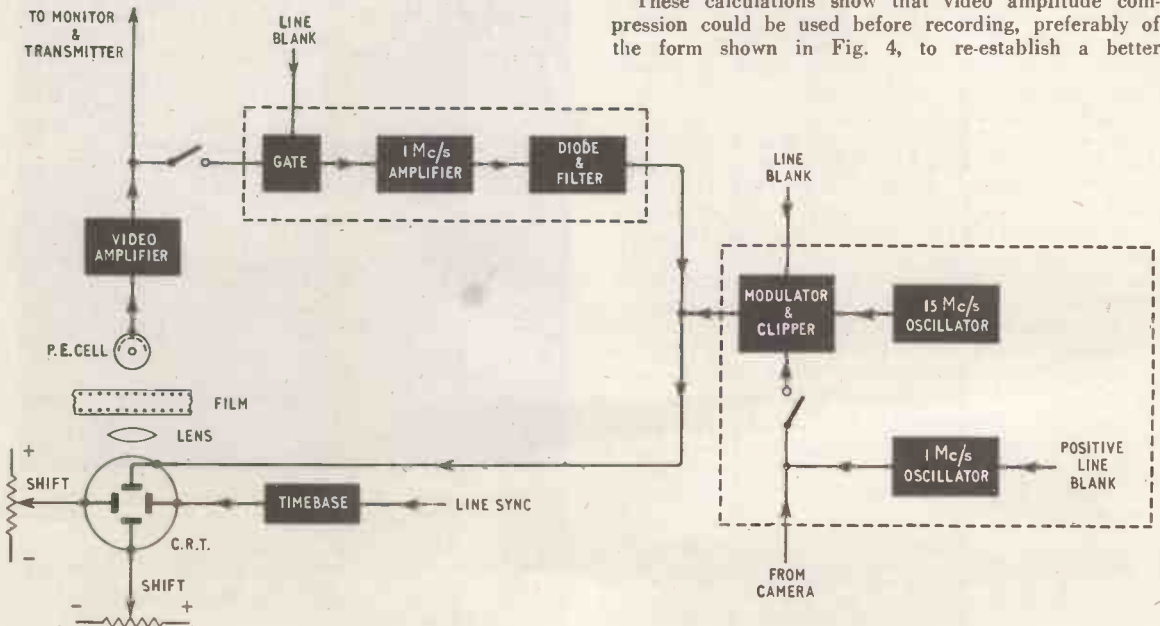 These calculations show that video amplitude com-
pression could be used before recording, preferably of
the form shown in Fig. 4, to re-establish a better
TO MONITOR
&
TRANSMITTER
LINE
BLANK
GATE
1 Mc/s
AMPLIFIER
DIODE
&
FILTER
VIDEO
AMPLIFIER
P.E.CELL
FILM
LENS
+
SHIFT
-
TIMEBASE
LINE SYNC
C.R.T.
SHIFT
- +
LINE
BLANK
MODULATOR
&
CLIPPER
15 Mc/s
OSCILLATOR
1 Mc/s
OSCILLATOR
POSITIVE
LINE
BLANK
FROM
CAMERA